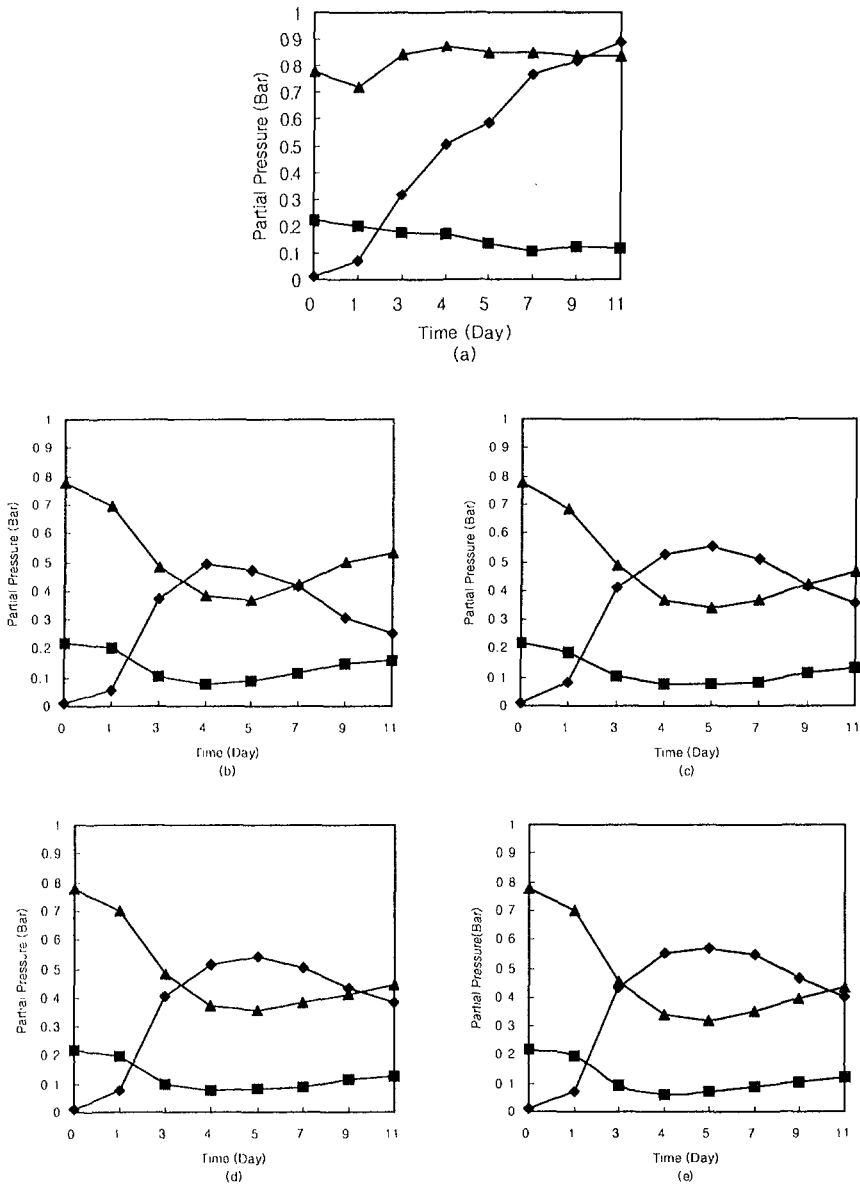 Partial Pressure (Bar)
1
0.9
0.8
0.7
0.6
0.5
0.4
0.3
0.2
0.1
0
0 1 3 4 5 7 9 11
Time (Day)
(a)
Partial Pressure (Bar)
1
0 9
0 8
0 7
0 6
0 5
0 4
0 3
0 2
0 1
0
0 1 3 4 5 7 9 11
Time (Day)
(b)
Partial Pressure (Bar)
1
0 9
0 8
0 7
0 6
0 5
0 4
0 3
0 2
0 1
0
0 1 3 4 5 7 9 11
Time (Day)
(c)
Partial Pressure (Bar)
1
0 9
0 8
0 7
0 6
0 5
0 4
0 3
0 2
0 1
0
0 1 3 4 5 7 9 11
Time (Day)
(d)
Partial Pressure(Bar)
1
0 9
0 8
0 7
0 6
0 5
0 4
0 3
0 2
0 1
0
0 1 3 4 5 7 9 11
Time (Day)
(e)